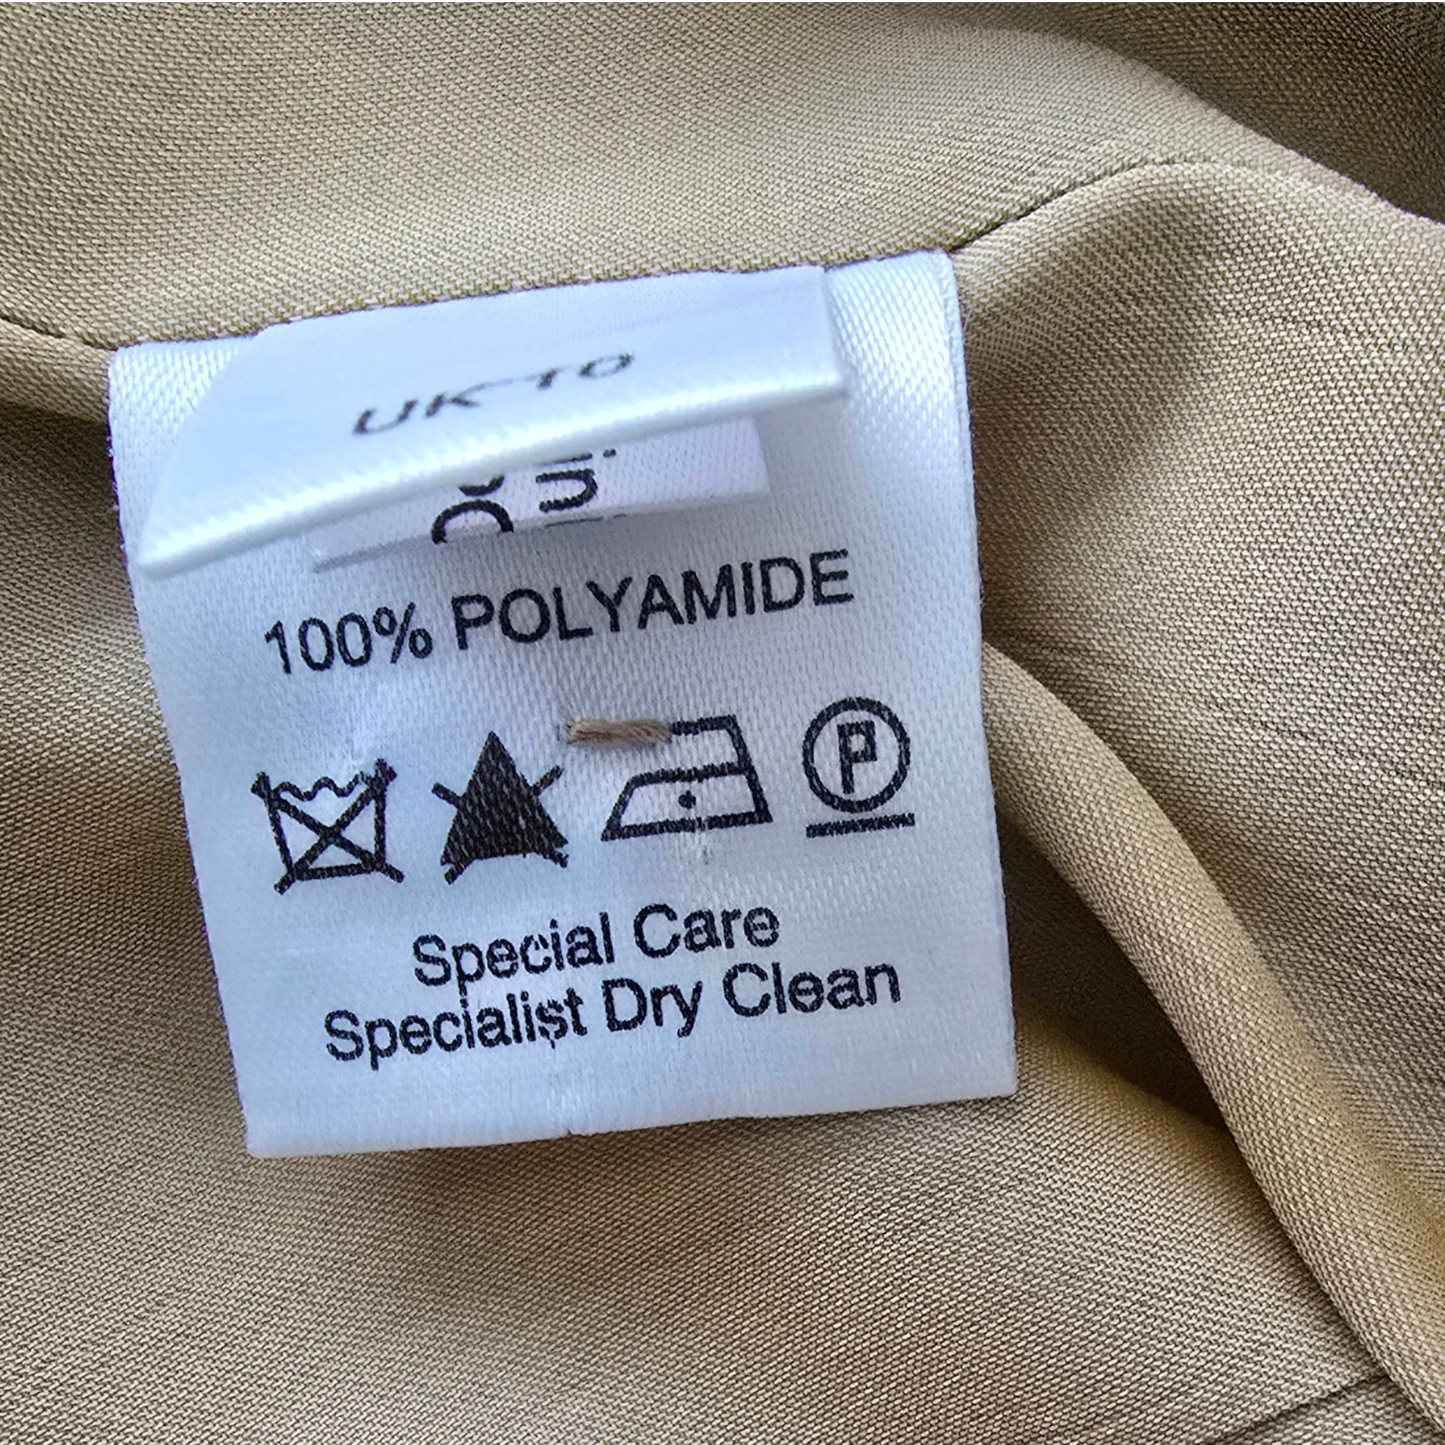 UK 10
100% POLYAMIDE
P
Special Care
Specialist Dry Clean